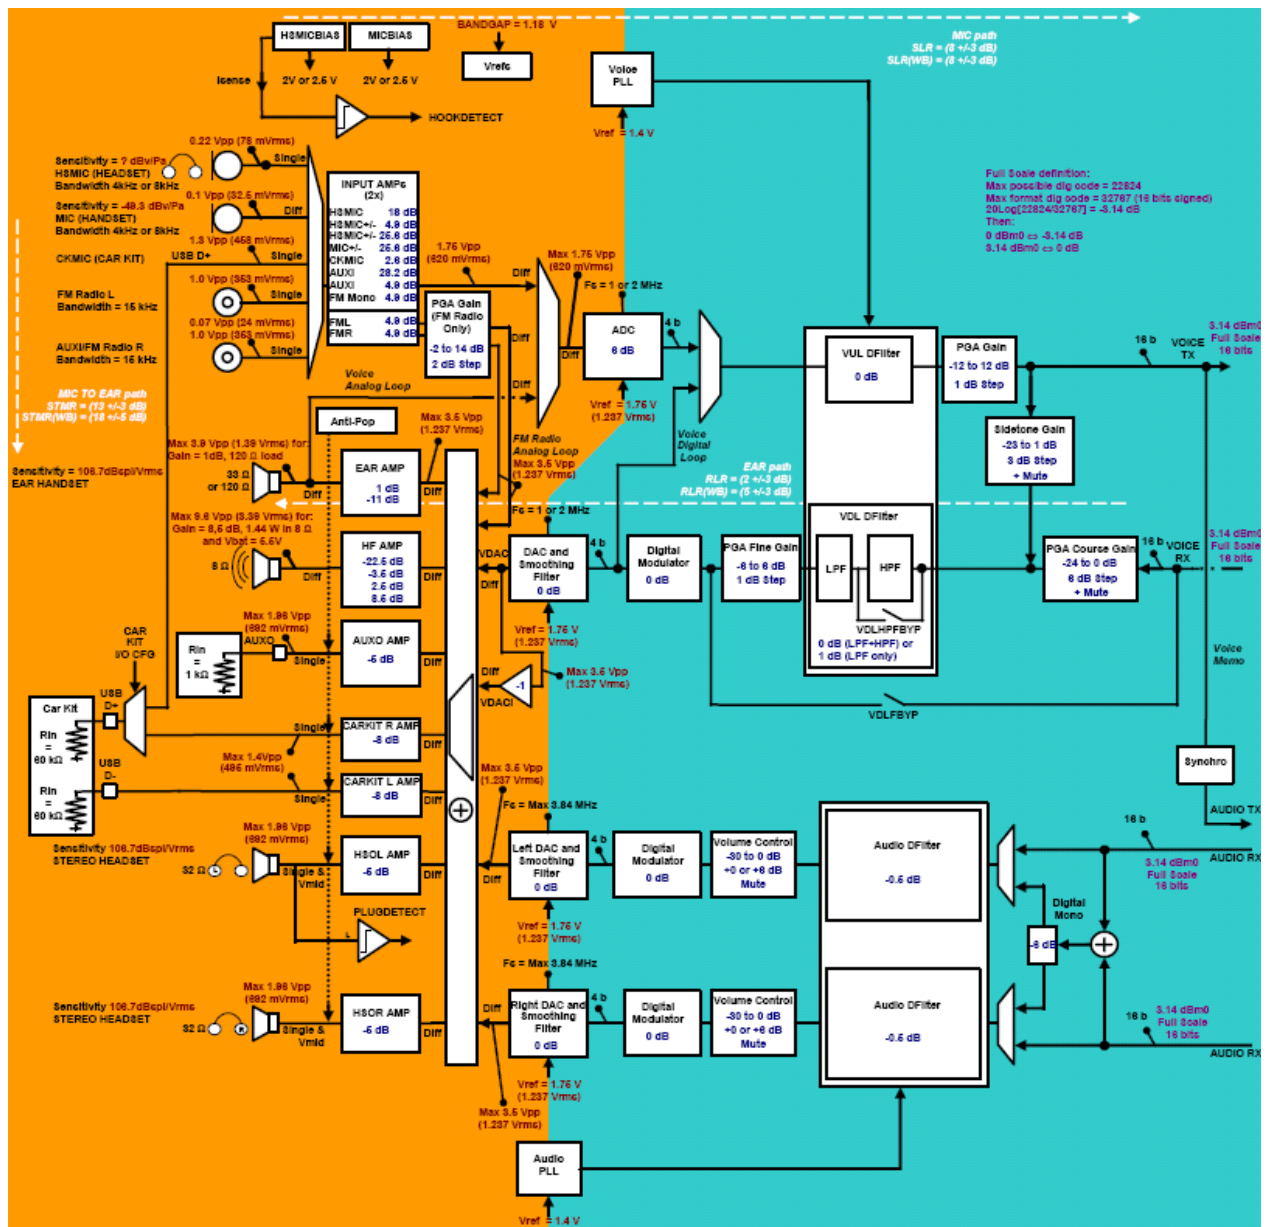 BANDGAP = 1.18 V
HSMICBIAS
MICBIAS
Vrefs
2V or 2.5 V
2V or 2.5 V
Isense
HOOKDETECT
MIC path
SLR = (8 +/-3 dB)
SLR(WB) = (8 +/-3 dB)
Voice
PLL
Vref = 1.4 V
0.22 Vpp (78 mVrms)
Single
Sensitivity = ? dBv/Pa
HSMIC (HEADSET)
Bandwidth 4kHz or 8kHz
0.1 Vpp (32.5 mVrms)
Diff
Sensitivity = -49.3 dBv/Pa
MIC (HANDSET)
Bandwidth 4kHz or 8kHz
1.3 Vpp (458 mVrms)
CKMIC (CAR KIT)
USB D+
Single
1.0 Vpp (353 mVrms)
FM Radio L
Bandwidth = 15 kHz
Single
0.07 Vpp (24 mVrms)
1.0 Vpp (353 mVrms)
AUXI/FM Radio R
Bandwidth = 15 kHz
Single
INPUT AMPs
(2x)
HSMIC 18 dB
HSMIC+/- 4.9 dB
HSMIC+/- 25.6 dB
MIC+/- 25.6 dB
CKMIC 2.6 dB
AUXI 28.2 dB
AUXI 4.9 dB
FM Mono 4.9 dB
FML 4.9 dB
FMR 4.9 dB
1.75 Vpp
(620 mVrms)
Diff
PGA Gain
(FM Radio
Only)
-2 to 14 dB
2 dB Step
Diff
Max 1.75 Vpp
(620 mVrms)
Fs = 1 or 2 MHz
Diff
ADC
6 dB
4 b
Vref = 1.75 V
(1.237 Vrms)
Full Scale definition:
Max possible dig code = 22824
Max format dig code = 32767 (16 bits signed)
20Log[22824/32767] = -3.14 dB
Then:
0 dBm0 ⇔ -3.14 dB
3.14 dBm0 ⇔ 0 dB
VUL DFilter
0 dB
PGA Gain
-12 to 12 dB
1 dB Step
16 b
VOICE
TX
3.14 dBm0
Full Scale
16 bits
Voice
Analog Loop
MIC TO EAR path
STMR = (13 +/-3 dB)
STMR(WB) = (18 +/-5 dB)
Anti-Pop
Max 3.5 Vpp
(1.237 Vrms)
FM Radio
Analog Loop
Max 3.5 Vpp
(1.237 Vrms)
Voice
Digital
Loop
Sidetone Gain
-23 to 1 dB
3 dB Step
+ Mute
Max 3.9 Vpp (1.39 Vrms) for:
Gain = 1dB, 120 Ω load
Sensitivity = 106.7dBspl/Vrms
EAR HANDSET
33 Ω
or 120 Ω
Diff
EAR AMP
1 dB
-11 dB
Diff
EAR path
RLR = (2 +/-3 dB)
RLR(WB) = (5 +/-3 dB)
Fs = 1 or 2 MHz
Max 9.6 Vpp (3.39 Vrms) for:
Gain = 8,5 dB, 1.44 W in 8 Ω
and Vbat = 5.5V
8 Ω
Diff
HF AMP
-22.5 dB
-3.5 dB
2.5 dB
8.5 dB
Diff
VDAC
Diff
DAC and
Smoothing
Filter
0 dB
4 b
Digital
Modulator
0 dB
PGA Fine Gain
-6 to 6 dB
1 dB Step
VDL DFilter
LPF
HPF
VDLHPFBYP
0 dB (LPF+HPF) or
1 dB (LPF only)
PGA Course Gain
-24 to 0 dB
6 dB Step
+ Mute
16 b
VOICE
RX
3.14 dBm0
Full Scale
16 bits
Vref = 1.75 V
(1.237 Vrms)
Max 1.96 Vpp
(692 mVrms)
AUXO
Single
Rin
=
1 kΩ
AUXO AMP
-5 dB
Diff
Diff
VDACI
-1
Max 3.5 Vpp
(1.237 Vrms)
VDLFBYP
Voice
Memo
CAR
KIT
I/O CFG
Car Kit
Rin
=
60 kΩ
Rin
=
60 kΩ
USB
D+
USB
D-
Single
CARKIT R AMP
-8 dB
Diff
Max 1.4Vpp
(495 mVrms)
Single
CARKIT L AMP
-8 dB
Diff
Max 3.5 Vpp
(1.237 Vrms)
Fs = Max 3.84 MHz
Synchro
AUDIO TX
Max 1.96 Vpp
(692 mVrms)
Sensitivity 106.7dBspl/Vrms
STEREO HEADSET
32 Ω
L
Single &
Vmid
HSOL AMP
-5 dB
Diff
Diff
Left DAC and
Smoothing
Filter
0 dB
4 b
Digital
Modulator
0 dB
Volume Control
-30 to 0 dB
+0 or +6 dB
Mute
Audio DFilter
-0.5 dB
16 b
AUDIO RX
3.14 dBm0
Full Scale
16 bits
PLUGDETECT
L
Vref = 1.75 V
(1.237 Vrms)
Digital
Mono
-6 dB
Fs = Max 3.84 MHz
Max 1.96 Vpp
(692 mVrms)
Sensitivity 106.7dBspl/Vrms
STEREO HEADSET
32 Ω
R
Single &
Vmid
HSOR AMP
-5 dB
Diff
Diff
Right DAC and
Smoothing
Filter
0 dB
4 b
Digital
Modulator
0 dB
Volume Control
-30 to 0 dB
+0 or +6 dB
Mute
Audio DFilter
-0.5 dB
16 b
3.14 dBm0
Full Scale
16 bits
AUDIO RX
Vref = 1.75 V
(1.237 Vrms)
Max 3.5 Vpp
(1.237 Vrms)
Audio
PLL
Vref = 1.4 V